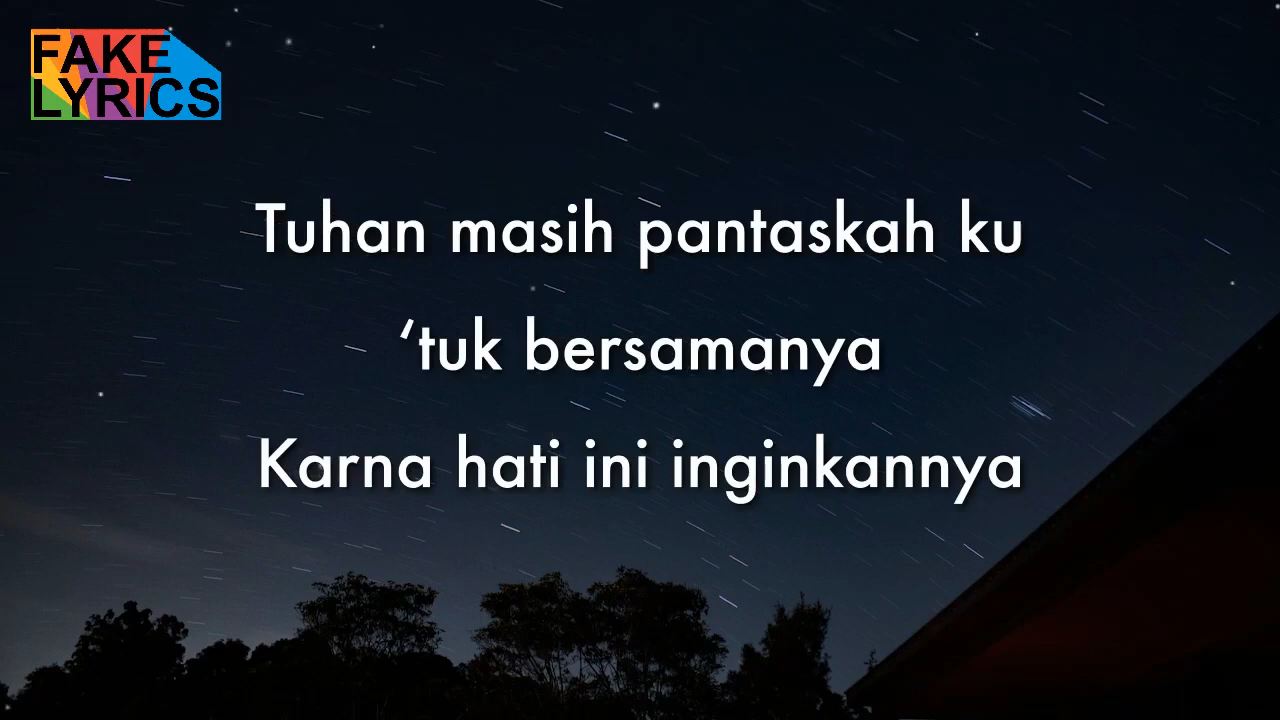 FAKE
LYRICS
Tuhan masih pantaskah ku
‘tuk bersamanya
Karna hati ini inginkannya